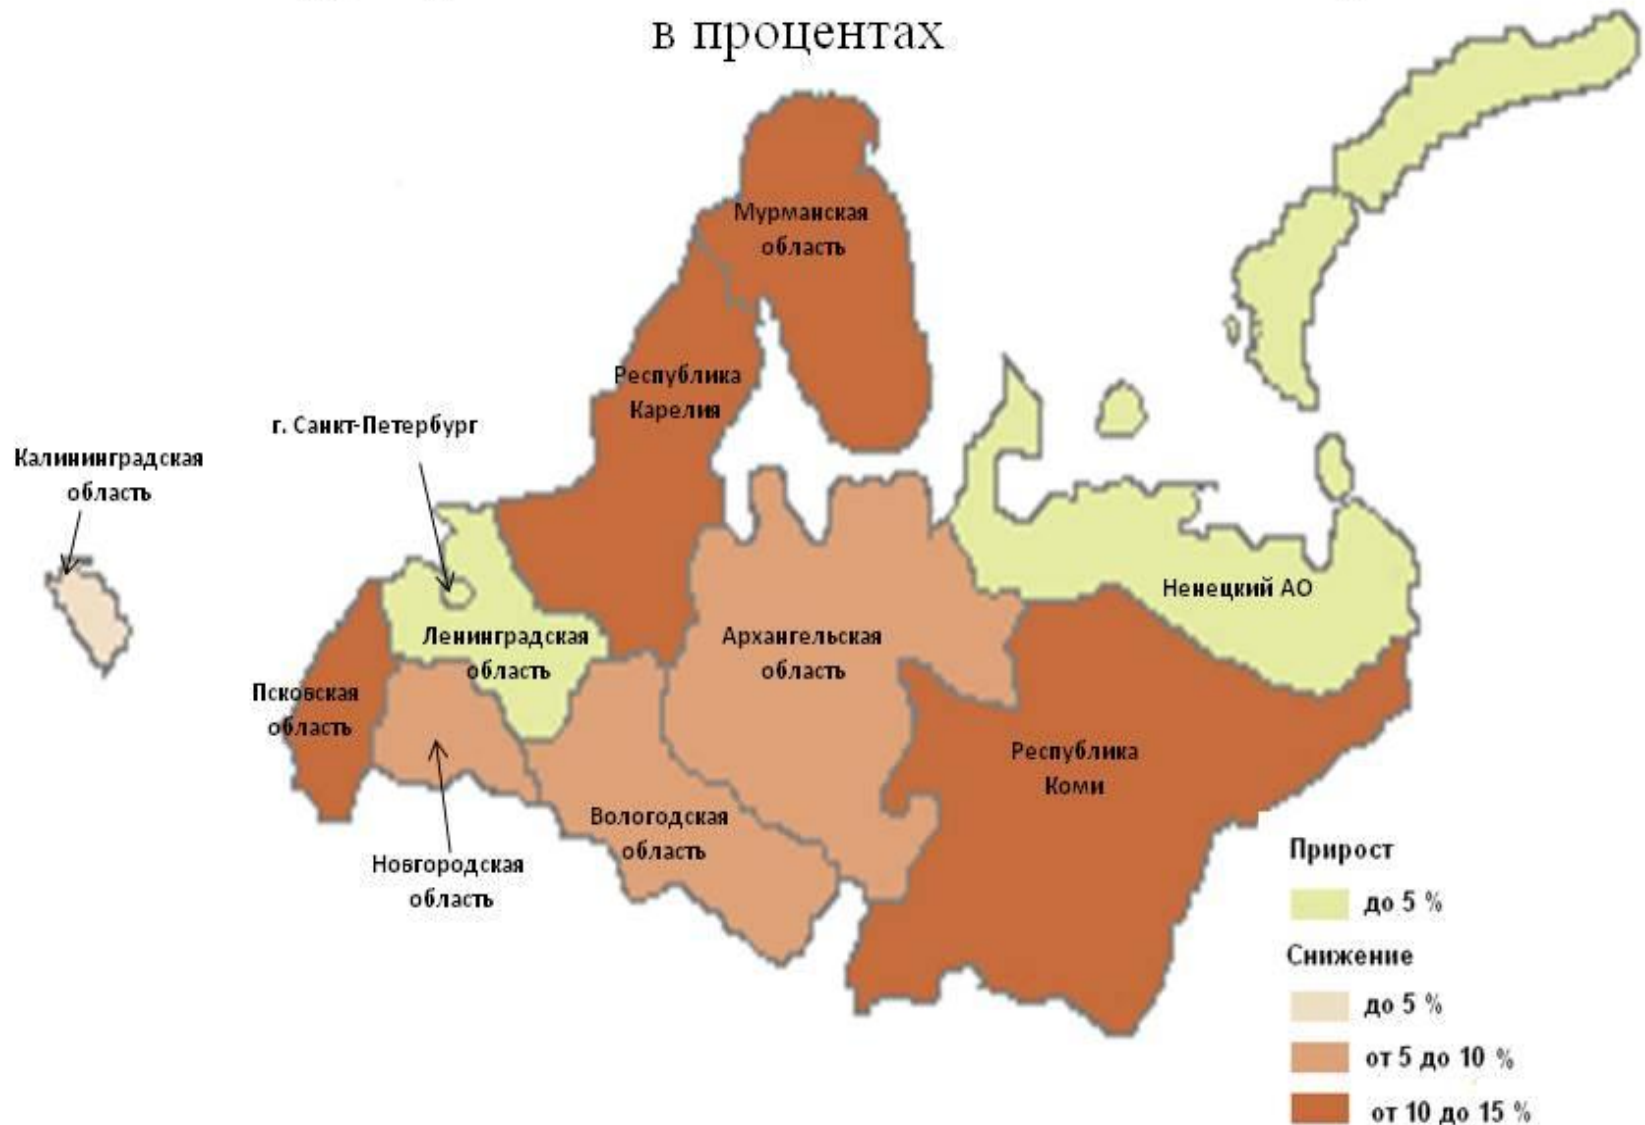 в процентах
Мурманская
область
Республика
Карелия
г. Санкт-Петербург
Калининградская
область
Ненецкий АО
Ленинградская
область
Архангельская
область
Псковская
область
Республика
Коми
Вологодская
область
Новгородская
область
Прирост
до 5 %
Снижение
до 5 %
от 5 до 10 %
от 10 до 15 %